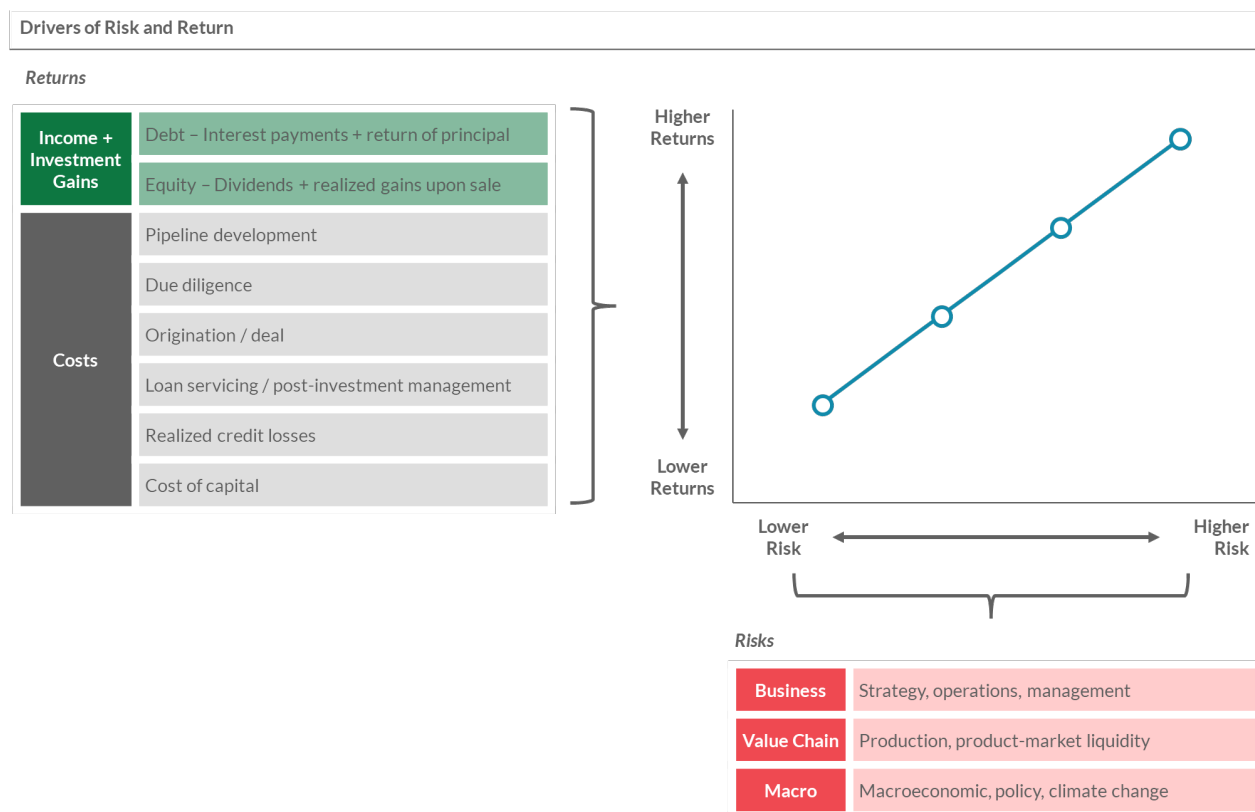 Drivers of Risk and Return
Returns
Income +
Investment
Gains
Debt – Interest payments + return of principal
Equity – Dividends + realized gains upon sale
Costs
Pipeline development
Due diligence
Origination / deal
Loan servicing / post-investment management
Realized credit losses
Cost of capital
Higher
Returns
Lower
Returns
Lower
Risk
Higher
Risk
Risks
Business
Strategy, operations, management
Value Chain
Production, product-market liquidity
Macro
Macroeconomic, policy, climate change